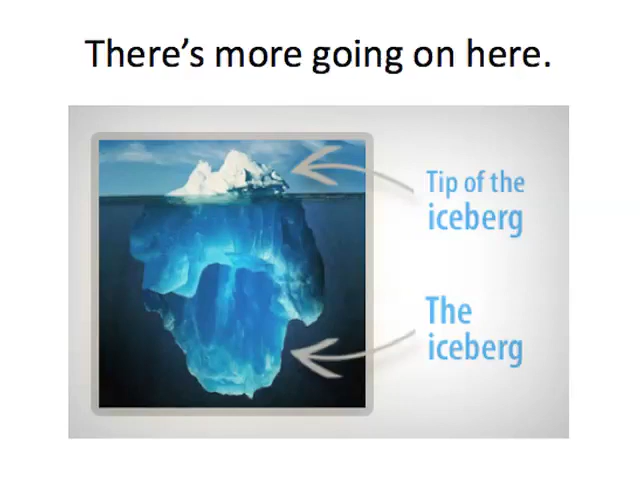 There’s more going on here.
Tip of the
iceberg
The
iceberg